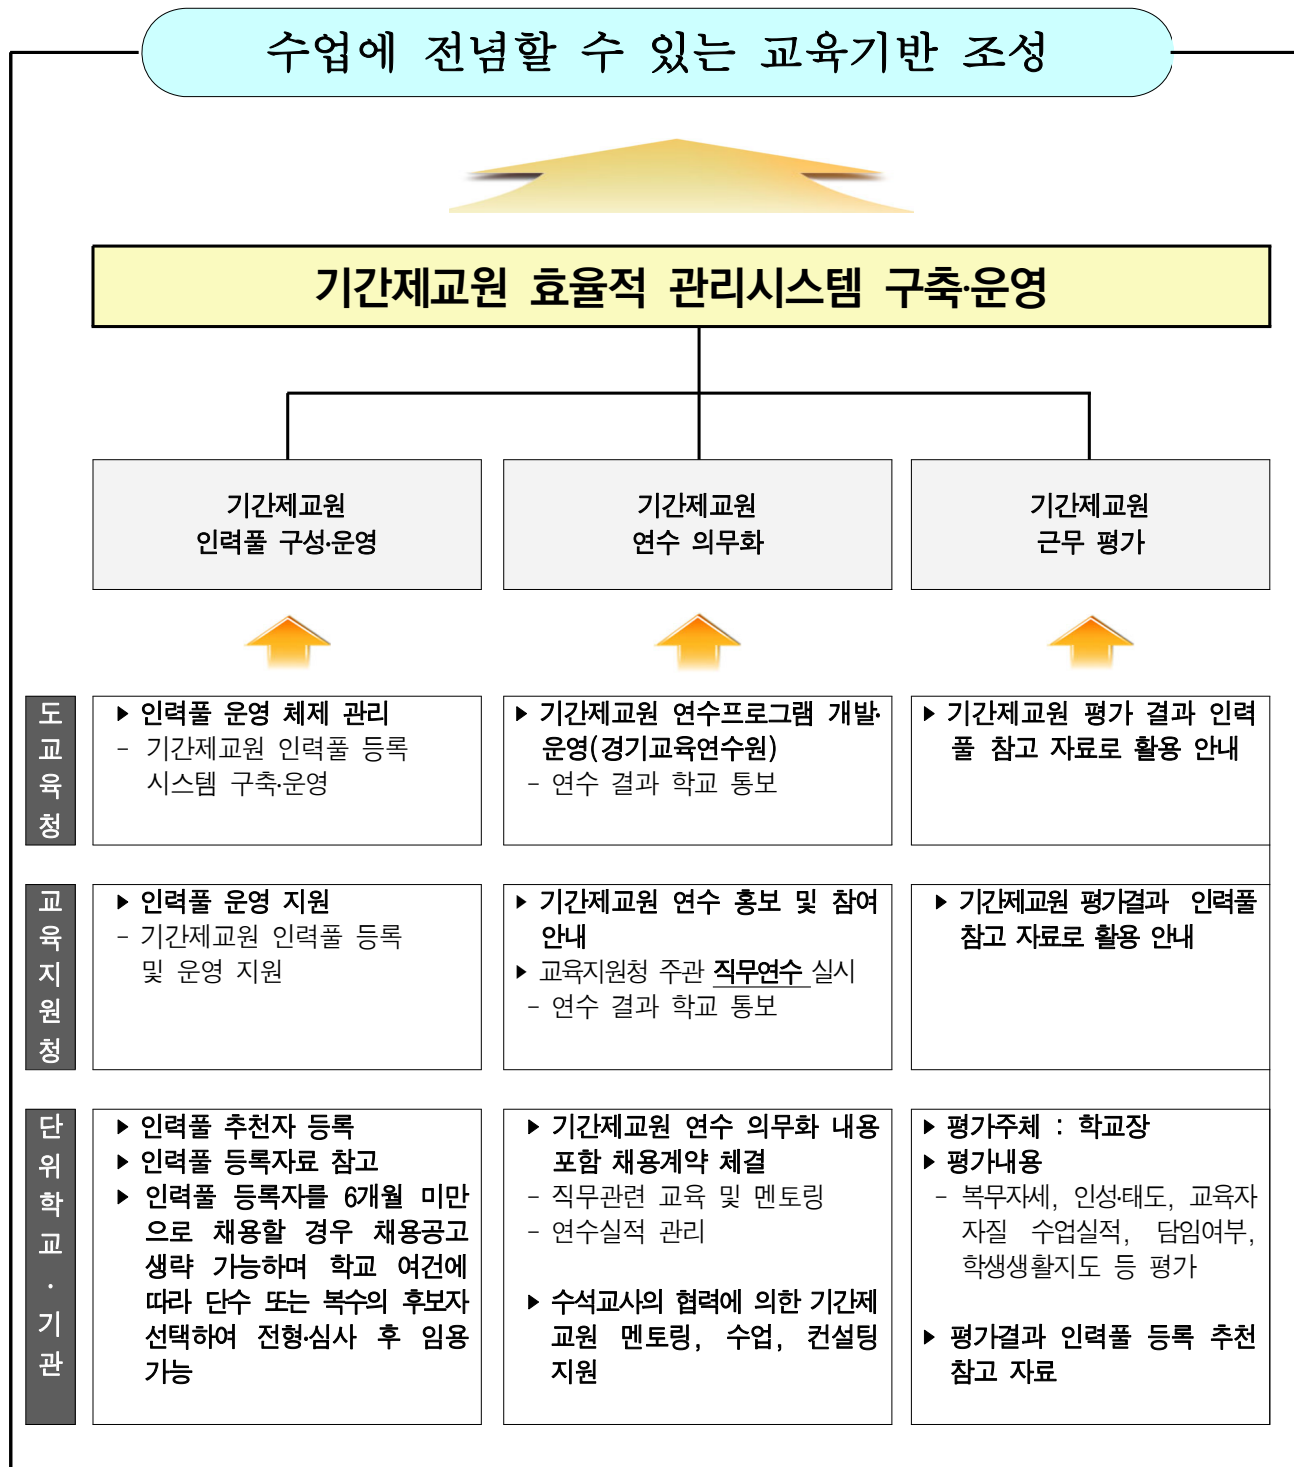 수업에 전념할 수 있는 교육기반 조성
기간제교원 효율적 관리시스템 구축·운영
기간제교원
인력풀 구성·운영
기간제교원
연수 의무화
기간제교원
근무 평가
도교육청
▶ 인력풀 운영 체제 관리
- 기간제교원 인력풀 등록
시스템 구축·운영
▶ 기간제교원 연수프로그램 개발·
운영(경기교육연수원)
- 연수 결과 학교 통보
▶ 기간제교원 평가 결과 인력
풀 참고 자료로 활용 안내
교육지원청
▶ 인력풀 운영 지원
- 기간제교원 인력풀 등록
및 운영 지원
▶ 기간제교원 연수 홍보 및 참여
안내
▶ 교육지원청 주관 직무연수 실시
- 연수 결과 학교 통보
▶ 기간제교원 평가결과 인력풀
참고 자료로 활용 안내
단위학교·기관
▶ 인력풀 추천자 등록
▶ 인력풀 등록자료 참고
▶ 인력풀 등록자를 6개월 미만
으로 채용할 경우 채용공고
생략 가능하며 학교 여건에
따라 단수 또는 복수의 후보자
선택하여 전형·심사 후 임용
가능
▶ 기간제교원 연수 의무화 내용
포함 채용계약 체결
- 직무관련 교육 및 멘토링
- 연수실적 관리
▶ 수석교사의 협력에 의한 기간제
교원 멘토링, 수업, 컨설팅
지원
▶ 평가주체 : 학교장
▶ 평가내용
- 복무자세, 인성·태도, 교육자
자질 수업실적, 담임여부,
학생생활지도 등 평가
▶ 평가결과 인력풀 등록 추천
참고 자료